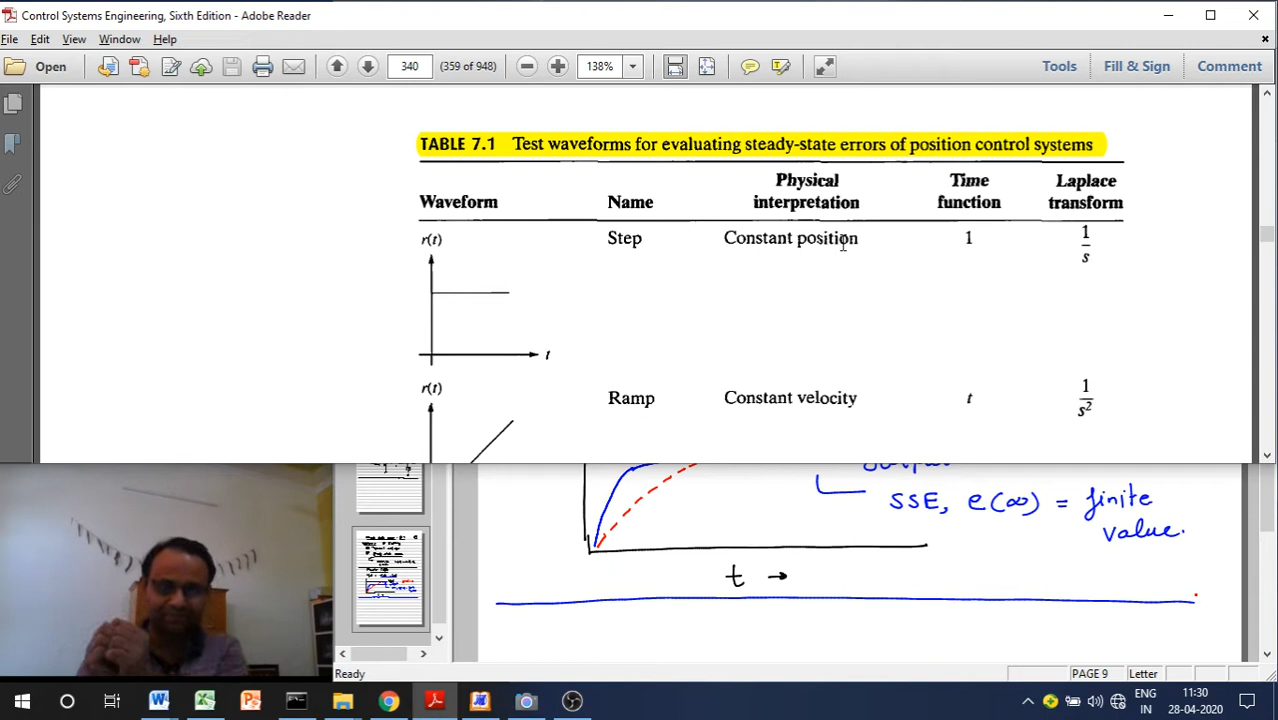 Control Systems Engineering, Sixth Edition - Adobe Reader
File Edit View Window Help
Open 340 (359 of 948) 138% Tools Fill & Sign Comment
TABLE 7.1 Test waveforms for evaluating steady-state errors of position control systems
Waveform Name Physical interpretation Time function Laplace transform
r(t) Step Constant position 1 1/s
t
r(t) Ramp Constant velocity t 1/s²
SSE, e(∞) = finite
value.
t →
Ready PAGE 9 Letter
ENG
IN
11:30
28-04-2020